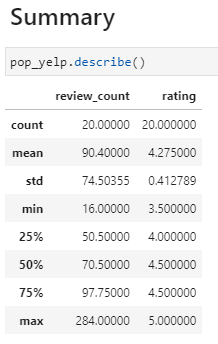 Summary
pop_yelp.describe()
review_count rating
count 20.00000 20.000000
mean 90.40000 4.275000
std 74.50355 0.412789
min 16.00000 3.500000
25% 50.50000 4.000000
50% 70.50000 4.500000
75% 97.75000 4.500000
max 284.00000 5.000000